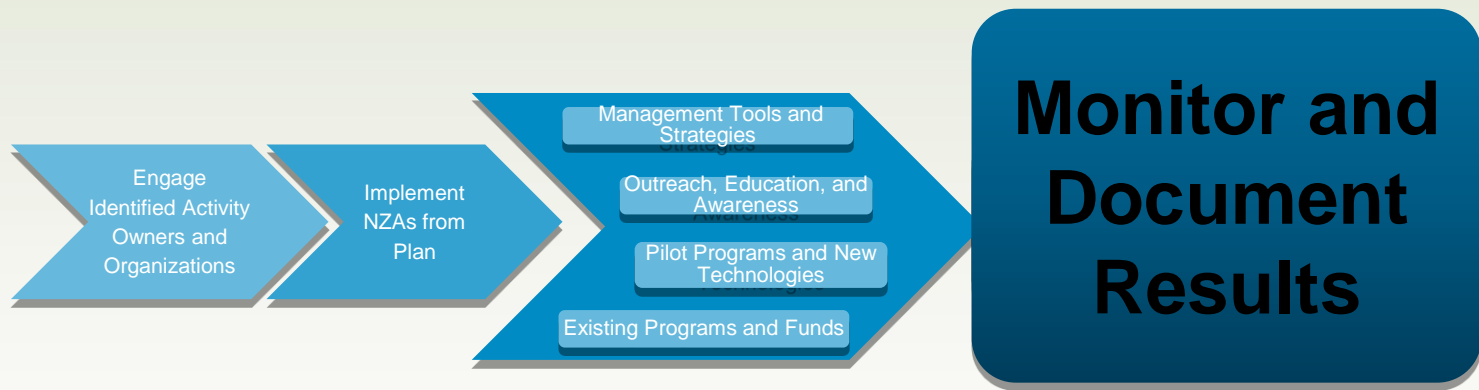 Engage
Identified Activity
Owners and
Organizations
Implement
NZAs from
Plan
Management Tools and
Strategies
Outreach, Education, and
Awareness
Pilot Programs and New
Technologies
Existing Programs and Funds
Monitor and
Document
Results